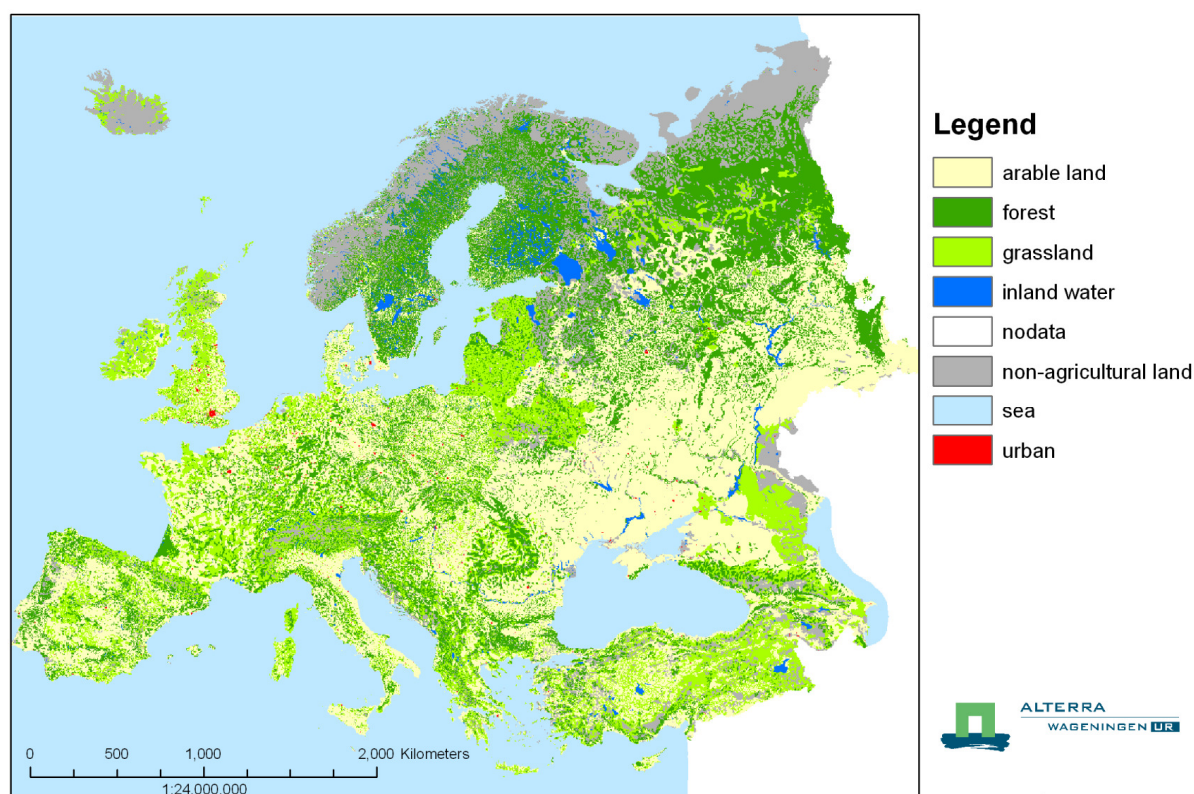 Legend
arable land
forest
grassland
inland water
nodata
non-agricultural land
sea
urban
ALTERRA
WAGENINGEN UR
0 500 1,000 2,000 Kilometers
1:24.000.000